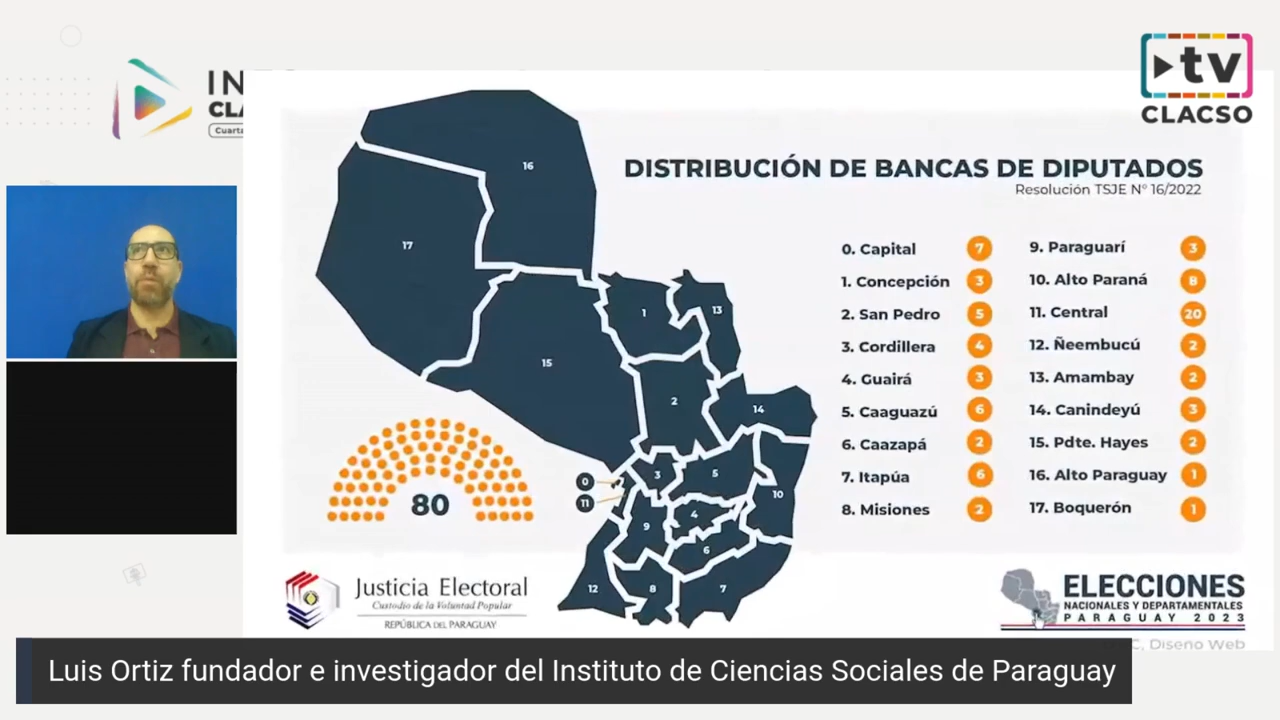 tv
CLACSO
Cuarta
DISTRIBUCIÓN DE BANCAS DE DIPUTADOS
Resolución TSJE N° 16/2022
0. Capital 7
1. Concepción 3
2. San Pedro 5
3. Cordillera 4
4. Guairá 3
5. Caaguazú 6
6. Caazapá 2
7. Itapúa 6
8. Misiones 2
9. Paraguarí 3
10. Alto Paraná 8
11. Central 20
12. Ñeembucú 2
13. Amambay 2
14. Canindeyú 3
15. Pdte. Hayes 2
16. Alto Paraguay 1
17. Boquerón 1
16
17
1
13
15
2
14
0
3
5
11
10
9
4
6
12
8
7
80
Justicia Electoral
Custodio de la Voluntad Popular
REPÚBLICA DEL PARAGUAY
ELECCIONES
NACIONALES Y DEPARTAMENTALES
PARAGUAY 2023
Diseno Web
Luis Ortiz fundador e investigador del Instituto de Ciencias Sociales de Paraguay